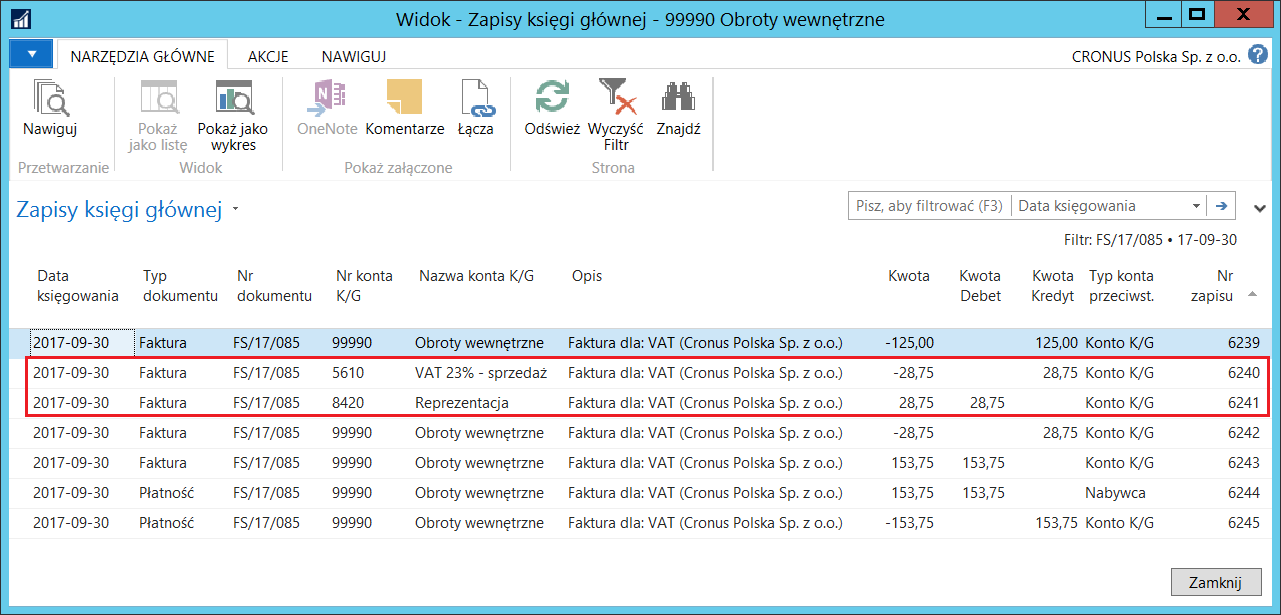 Widok - Zapisy księgi głównej - 99990 Obroty wewnętrzne
NARZĘDZIA GŁÓWNE AKCJE NAWIGUJ CRONUS Polska Sp. z o.o. ?
Nawiguj Pokaż jako listę Pokaż jako wykres OneNote Komentarze Łącza Odśwież Wyczyść Filtr Znajdź
Przetwarzanie Widok Pokaż załączone Strona
Zapisy księgi głównej Pisz, aby filtrować (F3) Data księgowania
Filtr: FS/17/085 • 17-09-30
Data księgowania Typ dokumentu Nr dokumentu Nr konta K/G Nazwa konta K/G Opis Kwota Kwota Debet Kwota Kredyt Typ konta przeciwst. Nr zapisu
2017-09-30 Faktura FS/17/085 99990 Obroty wewnętrzne Faktura dla: VAT (Cronus Polska Sp. z o.o.) -125,00 125,00 Konto K/G 6239
2017-09-30 Faktura FS/17/085 5610 VAT 23% - sprzedaż Faktura dla: VAT (Cronus Polska Sp. z o.o.) -28,75 28,75 Konto K/G 6240
2017-09-30 Faktura FS/17/085 8420 Reprezentacja Faktura dla: VAT (Cronus Polska Sp. z o.o.) 28,75 28,75 Konto K/G 6241
2017-09-30 Faktura FS/17/085 99990 Obroty wewnętrzne Faktura dla: VAT (Cronus Polska Sp. z o.o.) -28,75 28,75 Konto K/G 6242
2017-09-30 Faktura FS/17/085 99990 Obroty wewnętrzne Faktura dla: VAT (Cronus Polska Sp. z o.o.) 153,75 153,75 Konto K/G 6243
2017-09-30 Płatność FS/17/085 99990 Obroty wewnętrzne Faktura dla: VAT (Cronus Polska Sp. z o.o.) 153,75 153,75 Nabywca 6244
2017-09-30 Płatność FS/17/085 99990 Obroty wewnętrzne Faktura dla: VAT (Cronus Polska Sp. z o.o.) -153,75 153,75 Konto K/G 6245
Zamknij